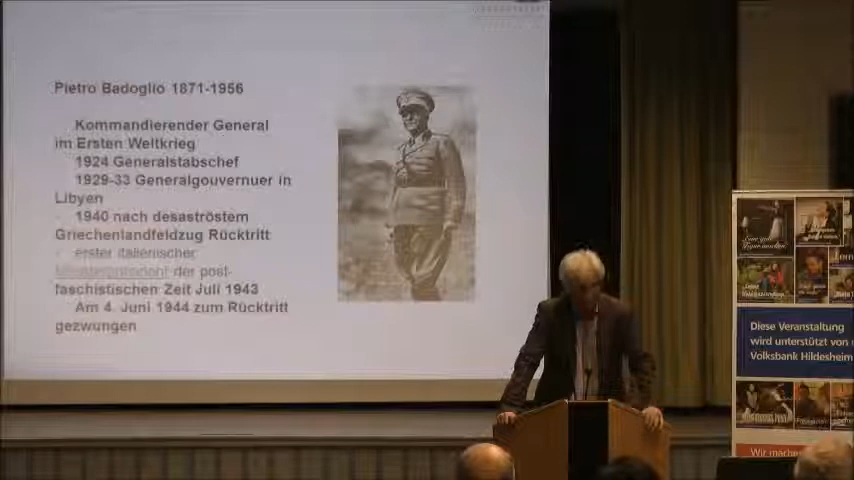 Pietro Badoglio 1871-1956
Kommandierender General
im Ersten Weltkrieg
1924 Generalstabschef
1929-33 Generalgouvernuer in
Libyen
1940 nach desaströstem
Griechenlandfeldzug Rücktritt
erster italienischer
Ministerpräsident der post-
faschistischen Zeit Juli 1943
Am 4. Juni 1944 zum Rücktritt
gezwungen
Diese Veranstaltung
wird unterstützt von
Volksbank Hildesheim
Wir mache